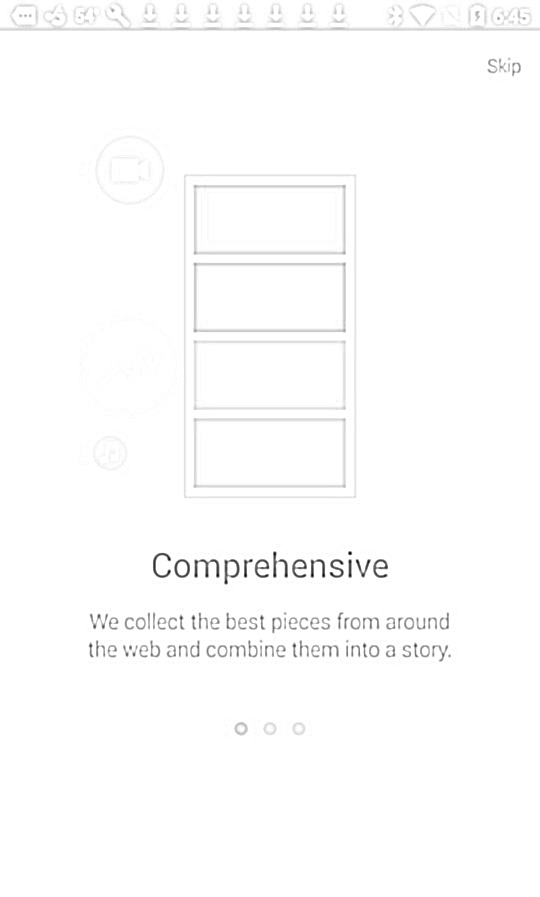 54°
6:45
Skip
Comprehensive
We collect the best pieces from around
the web and combine them into a story.